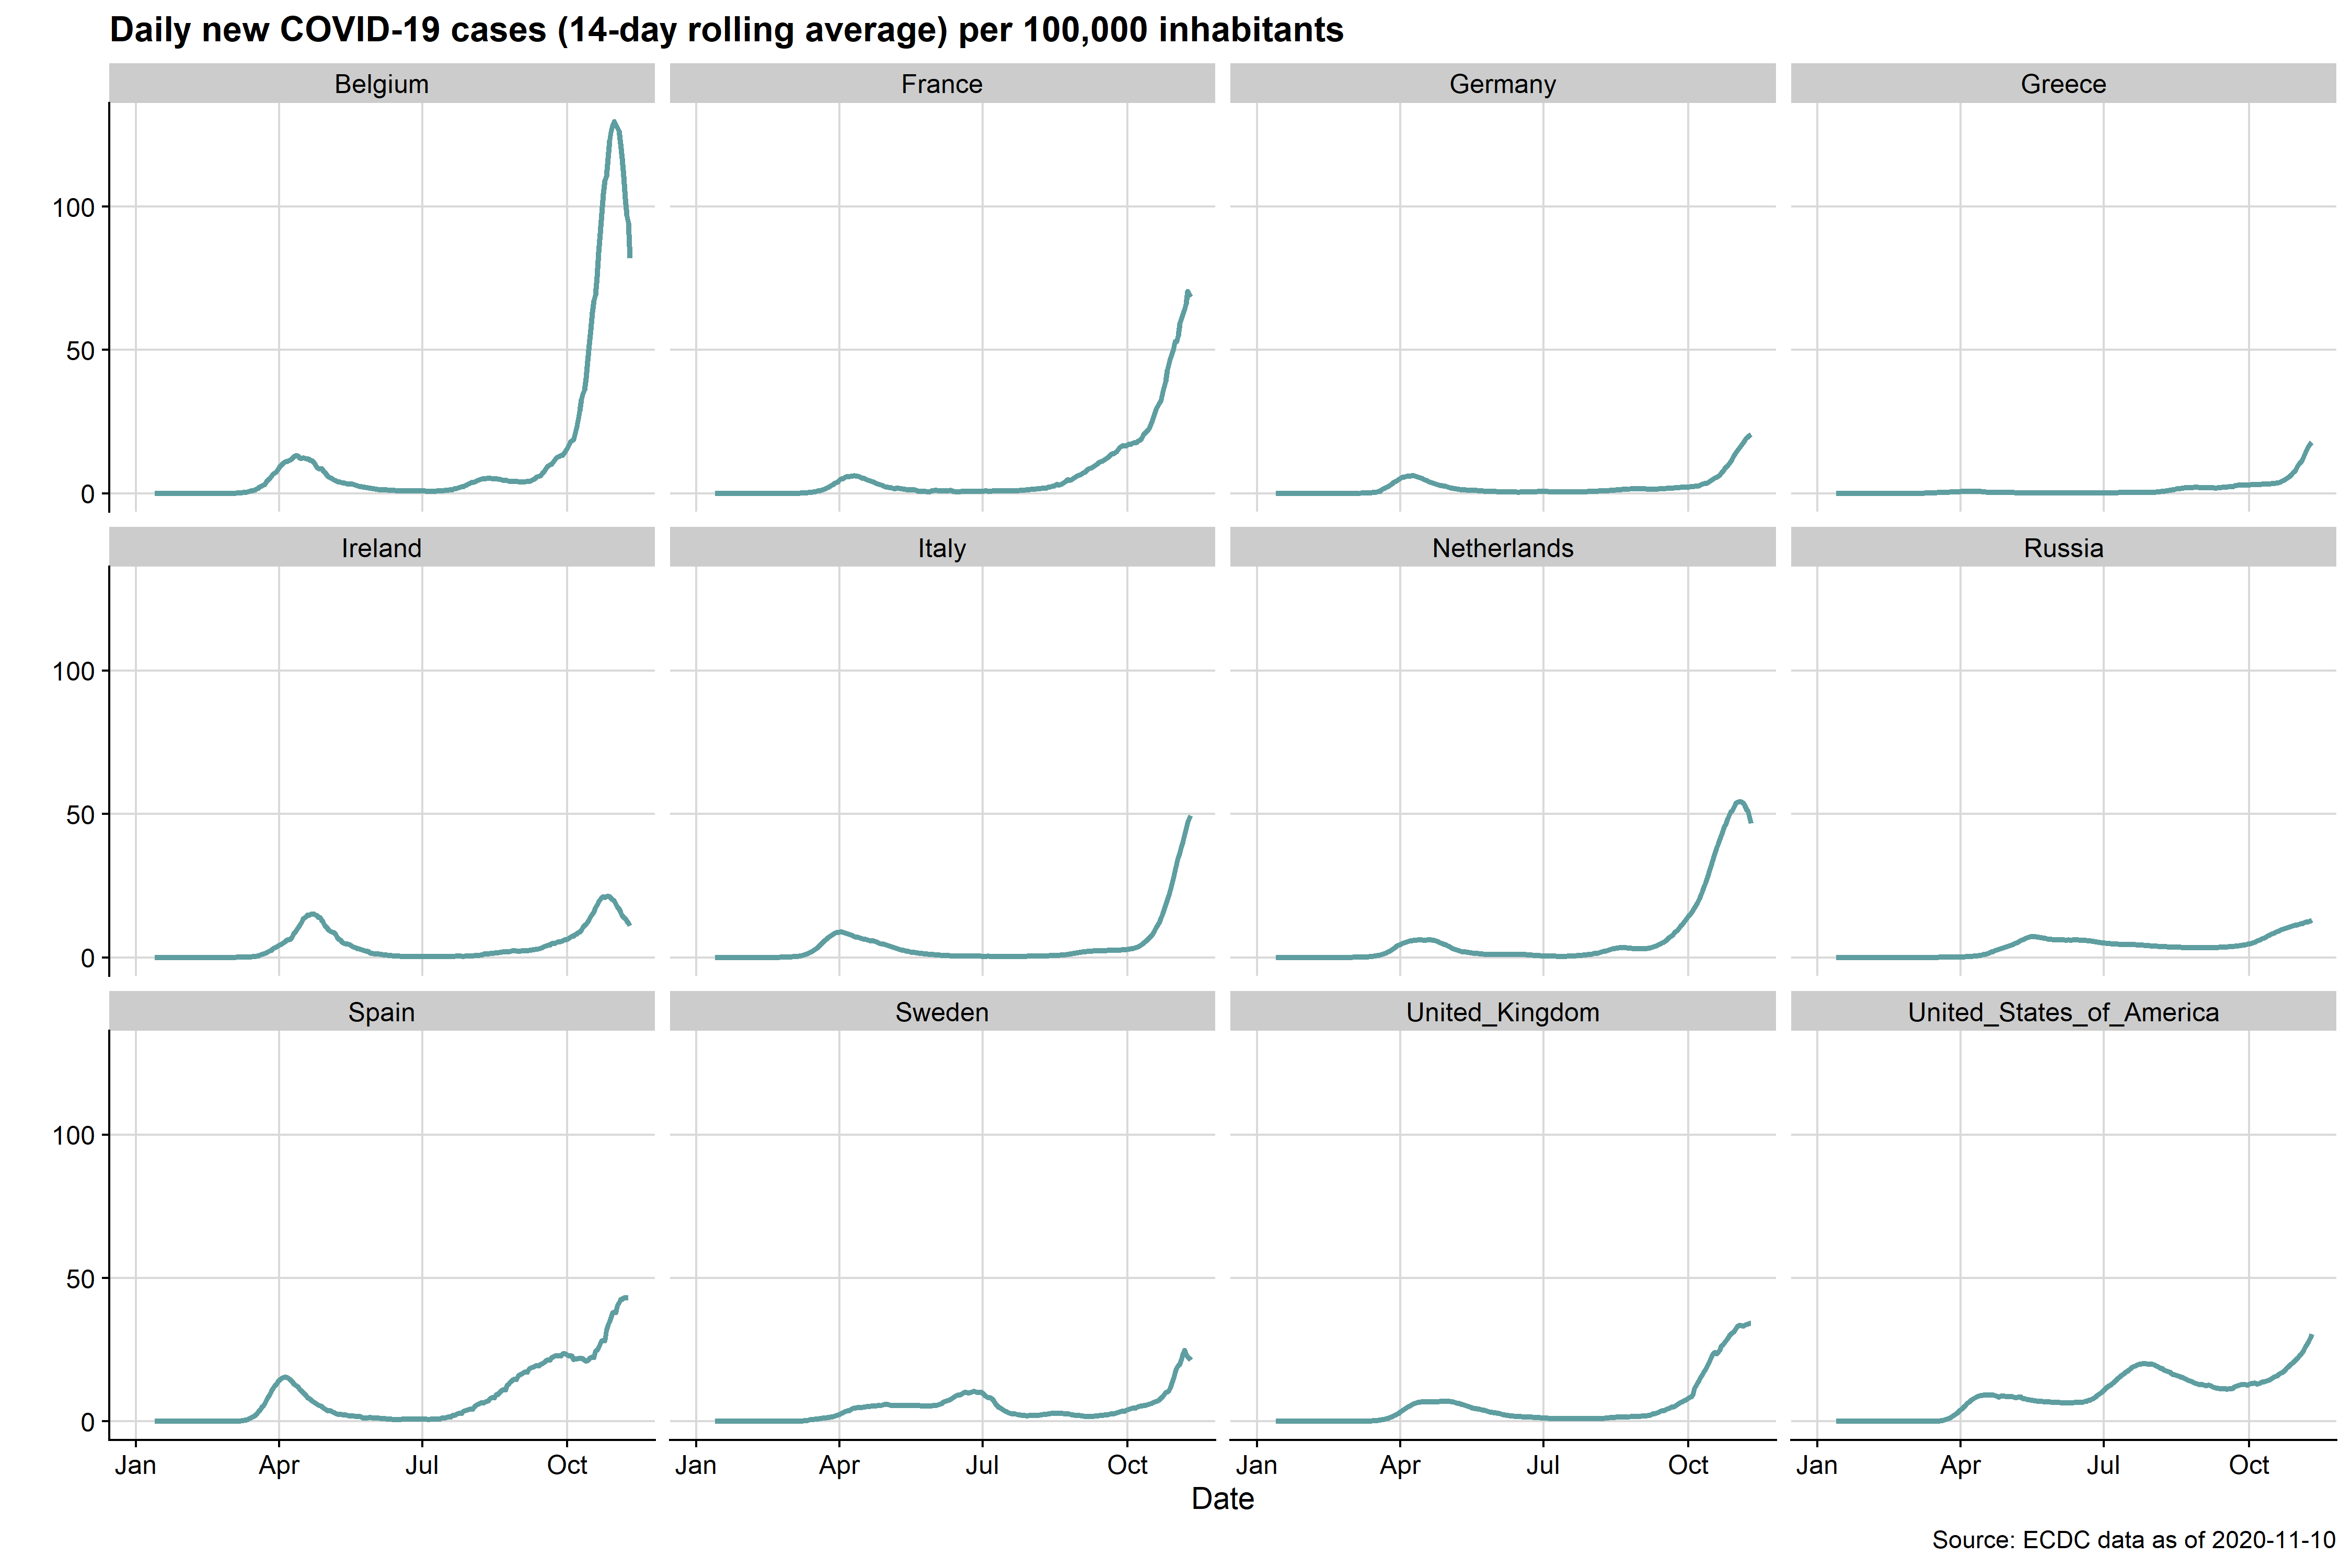 Daily new COVID-19 cases (14-day rolling average) per 100,000 inhabitants
Belgium France Germany Greece
100
50
0
Ireland Italy Netherlands Russia
100
50
0
Spain Sweden United_Kingdom United_States_of_America
100
50
0
Jan Apr Jul Oct Jan Apr Jul Oct Jan Apr Jul Oct Jan Apr Jul Oct
Date
Source: ECDC data as of 2020-11-10